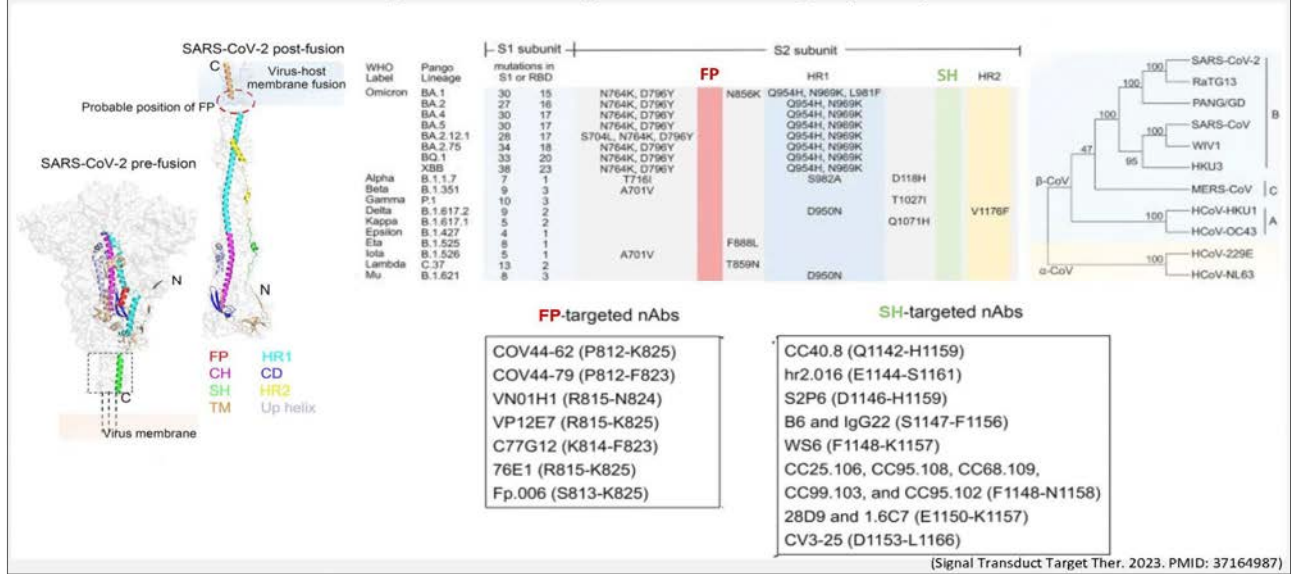 SARS-CoV-2 post-fusion
C
Virus-host
membrane fusion
Probable position of FP
SARS-CoV-2 pre-fusion
N
N
C
FP HR1
CH CD
SH HR2
TM Up helix
Virus membrane
S1 subunit S2 subunit
WHO Label Pango Lineage mutations in S1 or RBD FP HR1 SH HR2
Omicron BA.1 30 15 N764K, D796Y N856K Q954H, N969K, L981F
BA.2 27 16 N764K, D796Y Q954H, N969K
BA.4 30 17 N764K, D796Y Q954H, N969K
BA.5 30 17 N764K, D796Y Q954H, N969K
BA.2.12.1 28 17 S704L, N764K, D796Y Q954H, N969K
BA.2.75 34 18 N764K, D796Y Q954H, N969K
BQ.1 33 20 N764K, D796Y Q954H, N969K
XBB 38 23 N764K, D796Y Q954H, N969K
Alpha B.1.1.7 7 1 T716I S982A D118H
Beta B.1.351 9 3 A701V
Gamma P.1 10 3 T1027I
Delta B.1.617.2 9 2 D950N V1176F
Kappa B.1.617.1 5 2 Q1071H
Epsilon B.1.427 4 1
Eta B.1.525 8 1 F888L
Iota B.1.526 5 1 A701V
Lambda C.37 13 2 T859N
Mu B.1.621 8 3 D950N
SARS-CoV-2
100
RaTG13
100
PANG/GD
100
SARS-CoV
B
100
WIV1
47
95
HKU3
β-CoV
MERS-CoV C
HCoV-HKU1
100
A
HCoV-OC43
HCoV-229E
100
α-CoV
HCoV-NL63
FP-targeted nAbs
COV44-62 (P812-K825)
COV44-79 (P812-F823)
VN01H1 (R815-N824)
VP12E7 (R815-K825)
C77G12 (K814-F823)
76E1 (R815-K825)
Fp.006 (S813-K825)
SH-targeted nAbs
CC40.8 (Q1142-H1159)
hr2.016 (E1144-S1161)
S2P6 (D1146-H1159)
B6 and IgG22 (S1147-F1156)
WS6 (F1148-K1157)
CC25.106, CC95.108, CC68.109,
CC99.103, and CC95.102 (F1148-N1158)
28D9 and 1.6C7 (E1150-K1157)
CV3-25 (D1153-L1166)
(Signal Transduct Target Ther. 2023. PMID: 37164987)